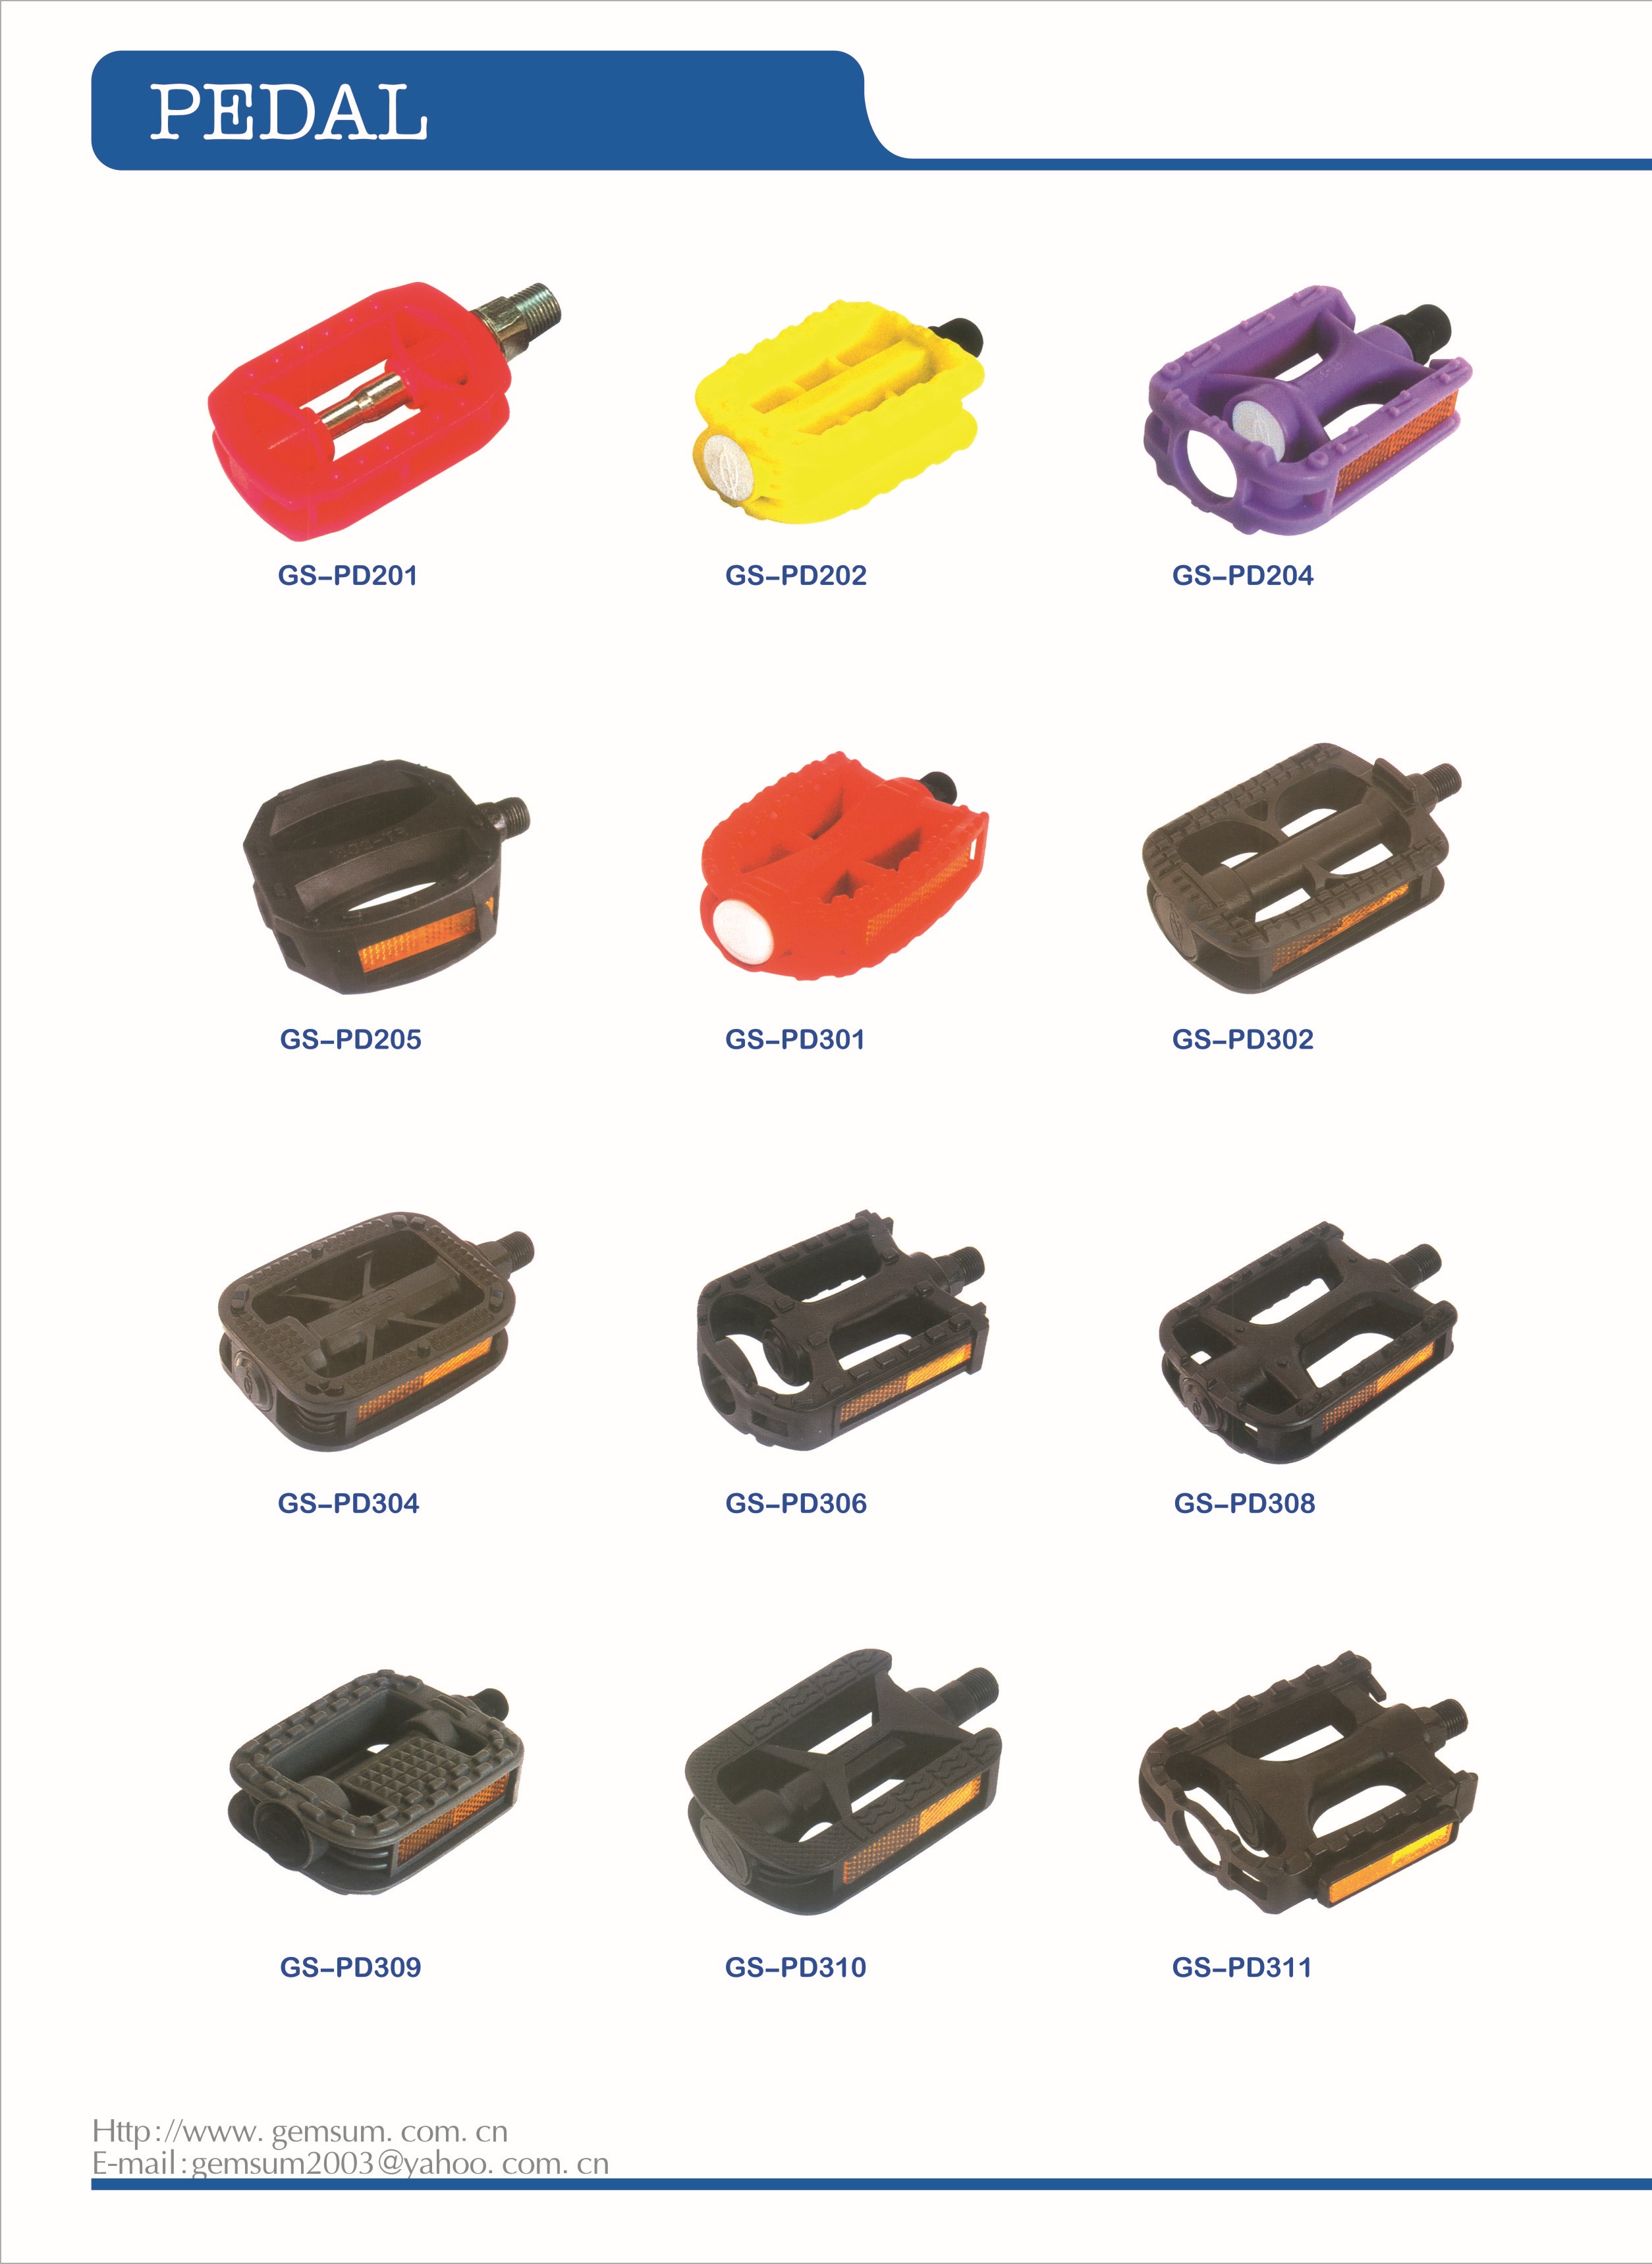 PEDAL
GS-PD201 GS-PD202 GS-PD204
GS-PD205 GS-PD301 GS-PD302
GS-PD304 GS-PD306 GS-PD308
GS-PD309 GS-PD310 GS-PD311
Http://www.gemsum.com.cn
E-mail:gemsum2003@yahoo.com.cn